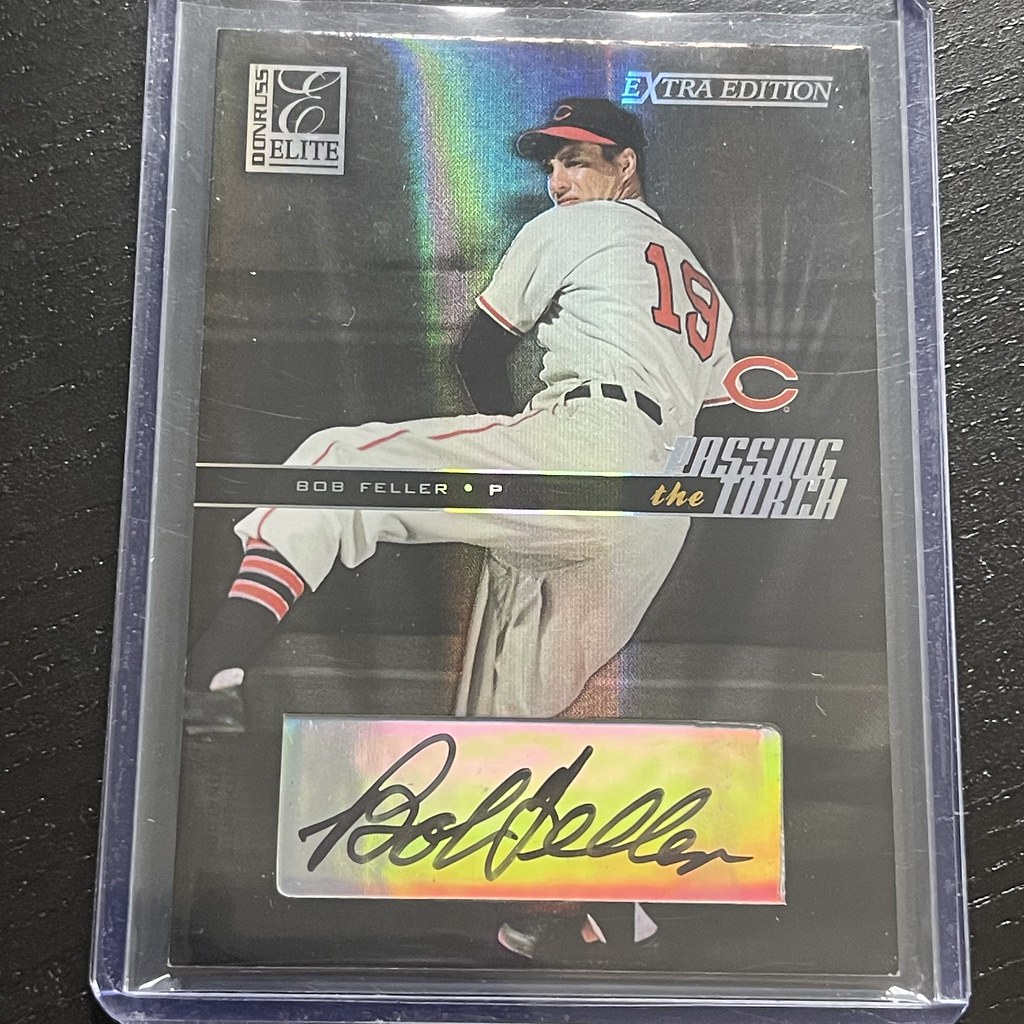 DONRUSS
E
ELITE
EXTRA EDITION
C
19
C
PASSING
the TORCH
BOB FELLER • P
Bob Feller